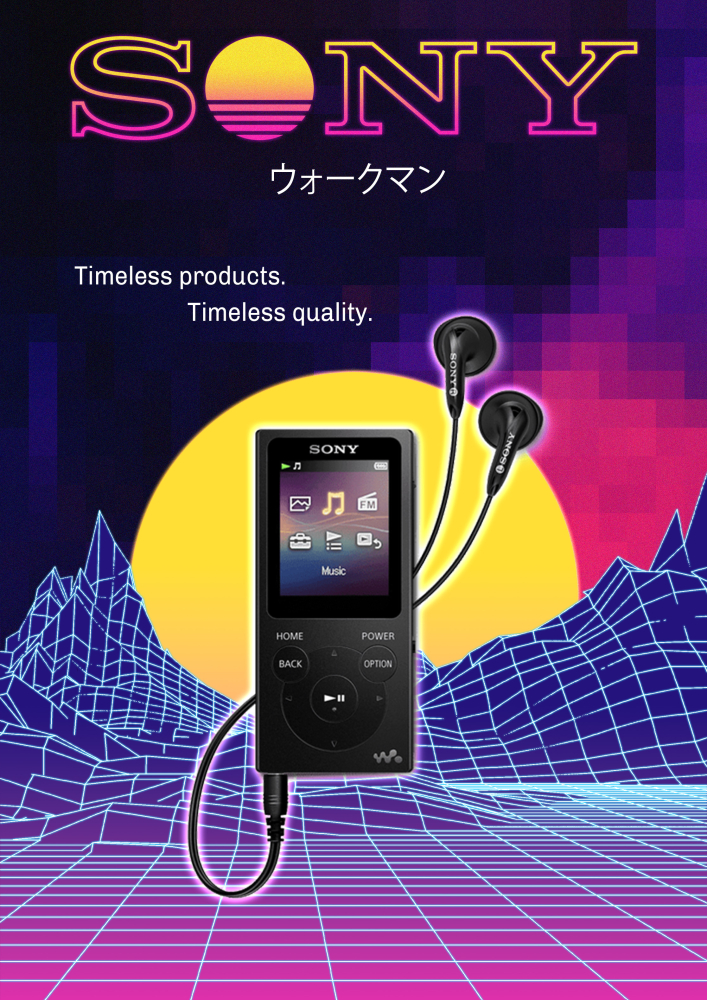 SONY
ウォークマン
Timeless products.
Timeless quality.
SONY
SONY
SONY
FM
Music
HOME POWER
BACK OPTION